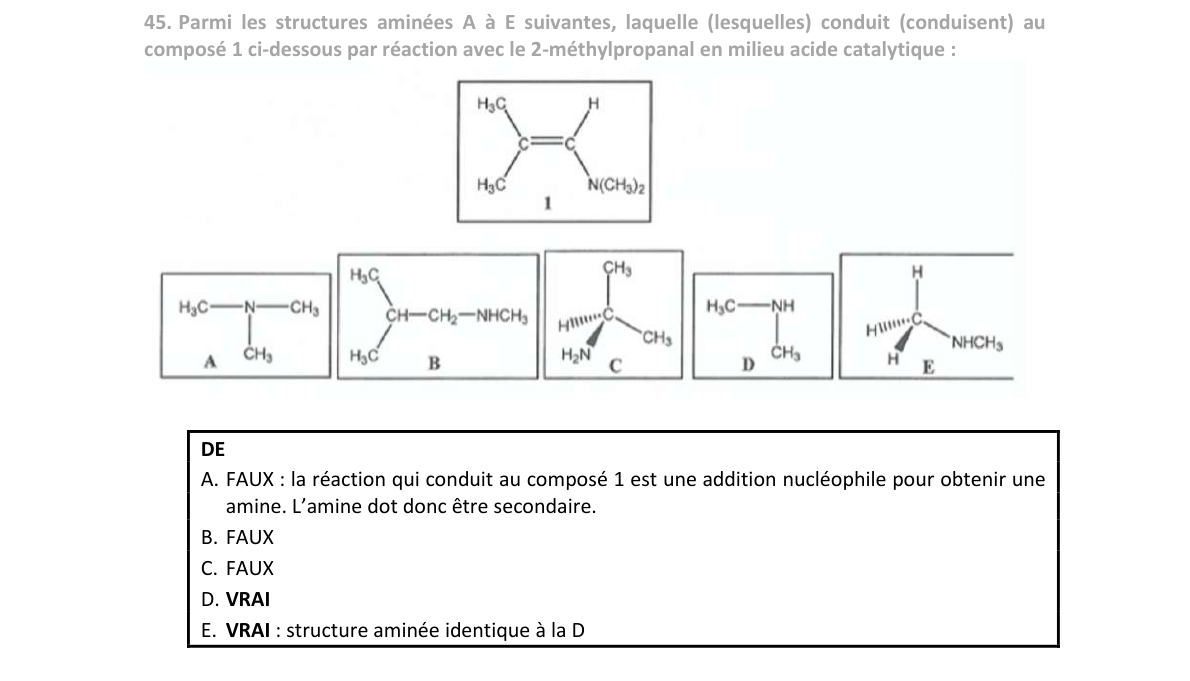 45. Parmi les structures aminées A à E suivantes, laquelle (lesquelles) conduit (conduisent) au
composé 1 ci-dessous par réaction avec le 2-méthylpropanal en milieu acide catalytique :
H₃C H
C=C
H₃C N(CH₃)₂
1
H₃C—N—CH₃
CH₃
A
H₃C
CH—CH₂—NHCH₃
H₃C
B
CH₃
H C
CH₃
H₂N
C
H₃C—NH
CH₃
D
H
H C
NHCH₃
H
E
DE
A. FAUX : la réaction qui conduit au composé 1 est une addition nucléophile pour obtenir une
amine. L’amine dot donc être secondaire.
B. FAUX
C. FAUX
D. VRAI
E. VRAI : structure aminée identique à la D